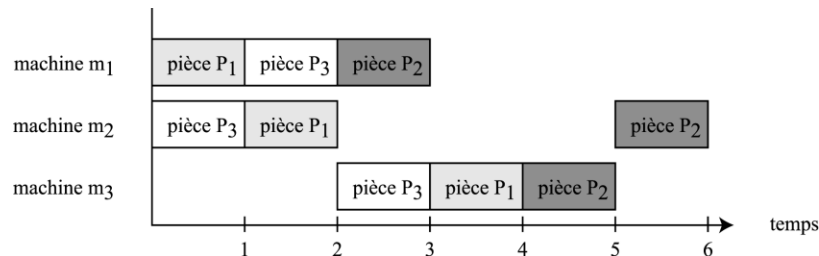 machine m1 pièce P1 pièce P3 pièce P2
machine m2 pièce P3 pièce P1 pièce P2
machine m3 pièce P3 pièce P1 pièce P2
temps
1 2 3 4 5 6